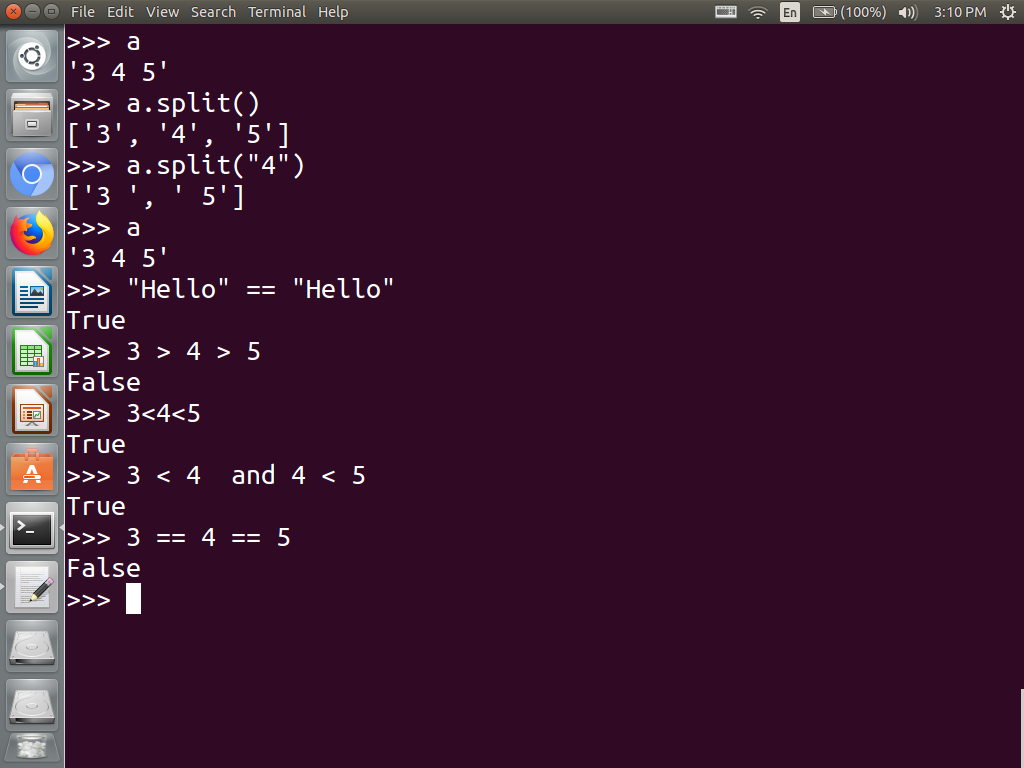 File Edit View Search Terminal Help En (100%) 3:10 PM
>>> a
'3 4 5'
>>> a.split()
['3', '4', '5']
>>> a.split("4")
['3 ', ' 5']
>>> a
'3 4 5'
>>> "Hello" == "Hello"
True
>>> 3 > 4 > 5
False
>>> 3<4<5
True
>>> 3 < 4  and 4 < 5
True
>>> 3 == 4 == 5
False
>>>